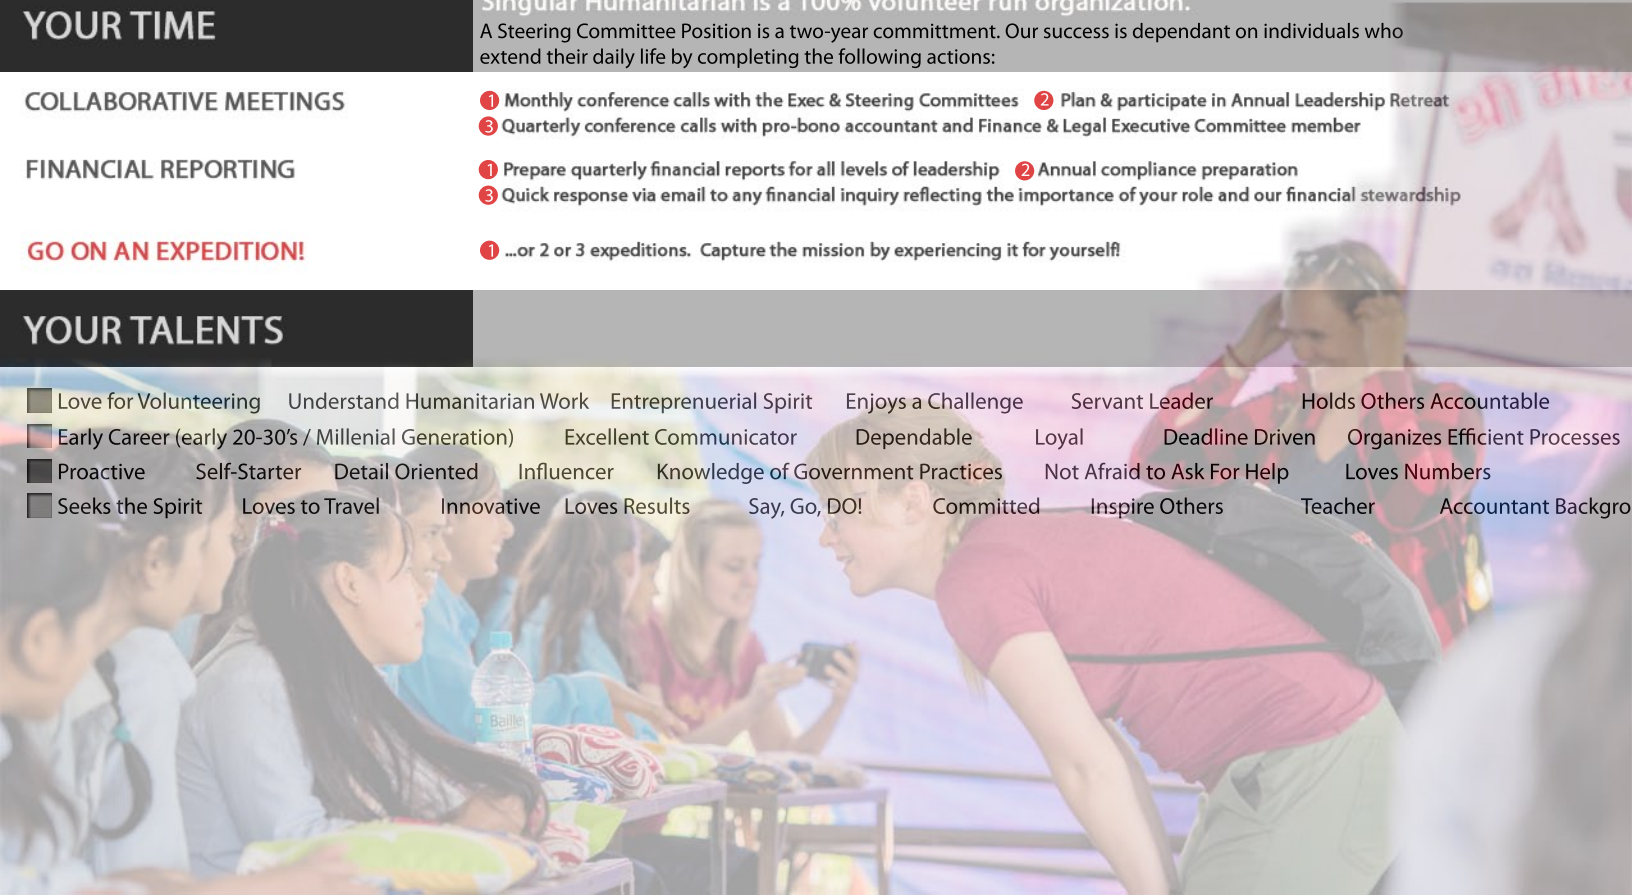 Singular Humanitarian is a 100% volunteer run organization.
YOUR TIME
A Steering Committee Position is a two-year committment. Our success is dependant on individuals who
extend their daily life by completing the following actions:
COLLABORATIVE MEETINGS
1 Monthly conference calls with the Exec & Steering Committees 2 Plan & participate in Annual Leadership Retreat
3 Quarterly conference calls with pro-bono accountant and Finance & Legal Executive Committee member
FINANCIAL REPORTING
1 Prepare quarterly financial reports for all levels of leadership 2 Annual compliance preparation
3 Quick response via email to any financial inquiry reflecting the importance of your role and our financial stewardship
GO ON AN EXPEDITION!
1 ...or 2 or 3 expeditions. Capture the mission by experiencing it for yourself!
YOUR TALENTS
Love for Volunteering Understand Humanitarian Work Entreprenuerial Spirit Enjoys a Challenge Servant Leader Holds Others Accountable
Early Career (early 20-30’s / Millenial Generation) Excellent Communicator Dependable Loyal Deadline Driven Organizes Efficient Processes
Proactive Self-Starter Detail Oriented Influencer Knowledge of Government Practices Not Afraid to Ask For Help Loves Numbers
Seeks the Spirit Loves to Travel Innovative Loves Results Say, Go, DO! Committed Inspire Others Teacher Accountant Backgro
श्री
Bailley